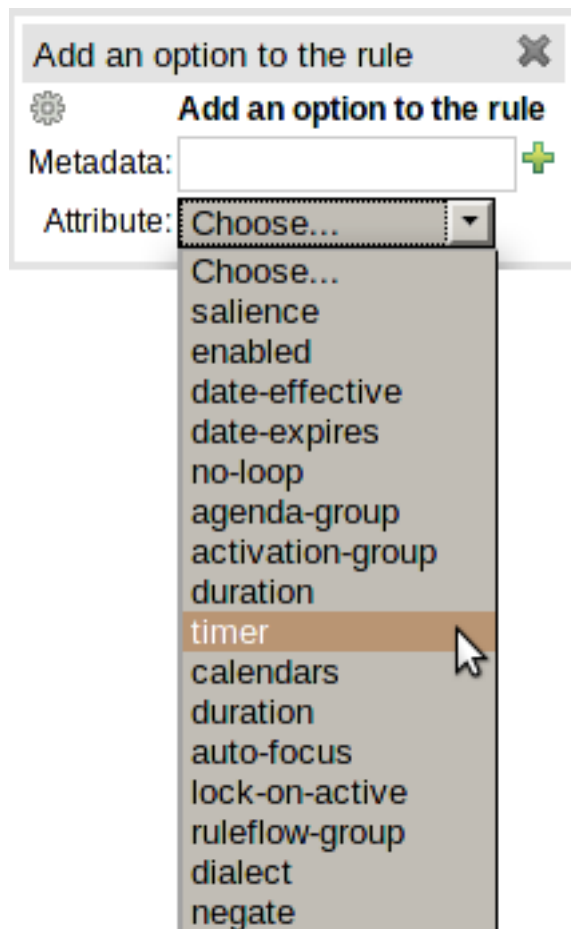 Add an option to the rule
Add an option to the rule
Metadata:
Attribute: Choose...
Choose...
salience
enabled
date-effective
date-expires
no-loop
agenda-group
activation-group
duration
timer
calendars
duration
auto-focus
lock-on-active
ruleflow-group
dialect
negate